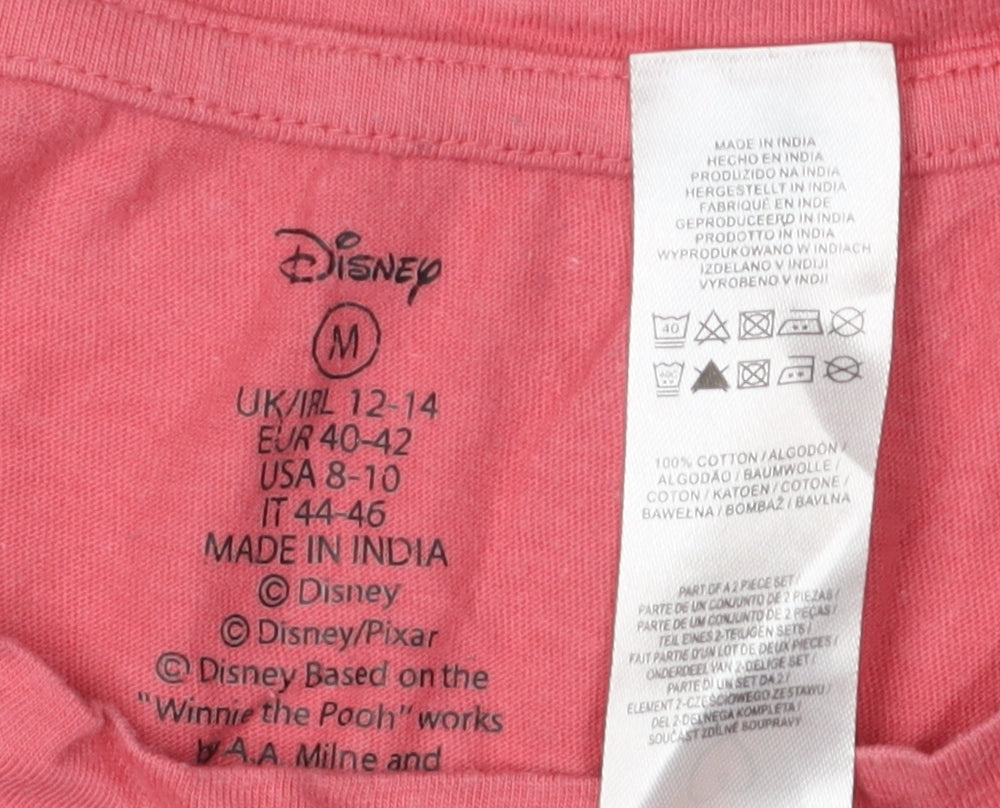 Disney
M
UK/IRL 12-14
EUR 40-42
USA 8-10
IT 44-46
MADE IN INDIA
© Disney
© Disney/Pixar
© Disney Based on the
"Winnie the Pooh" works
by A.A. Milne and
MADE IN INDIA
HECHO EN INDIA
PRODUZIDO NA INDIA
HERGESTELLT IN INDIA
FABRIQUÉ EN INDE
GEPRODUCEERD IN INDIA
PRODOTTO IN INDIA
WYPRODUKOWANO W INDIACH
IZDELANO V INDIJI
VYROBENO V INDII
40
100% COTTON / ALGODÓN /
ALGODÃO / BAUMWOLLE /
COTON / KATOEN / COTONE /
BAWEŁNA / BOMBAŽ / BAVLNA
PART OF A 2 PIECE SET /
PARTE DE UN CONJUNTO DE 2 PIEZAS /
PARTE DE UM CONJUNTO DE 2 PEÇAS /
TEIL EINES 2-TEILIGEN SETS /
FAIT PARTIE D'UN LOT DE DEUX PIECES /
ONDERDEEL VAN 2-DELIGE SET /
PARTE DI UN SET DA 2 /
ELEMENT 2-CZĘŚCIOWEGO ZESTAWU /
DEL 2-DELNEGA KOMPLETA /
SOUČÁST 2DÍLNÉ SOUPRAVY